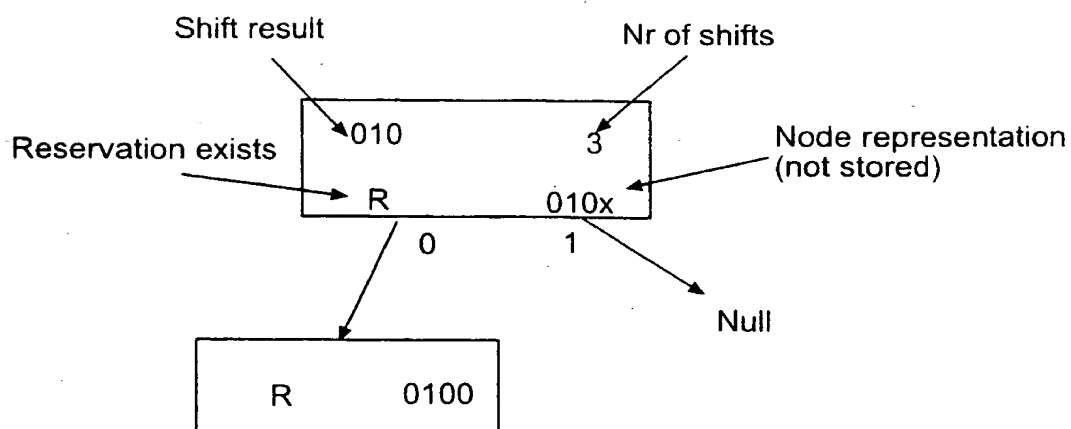 Shift result
Nr of shifts
010
3
Reservation exists
Node representation
(not stored)
R
010x
0
1
Null
R
0100